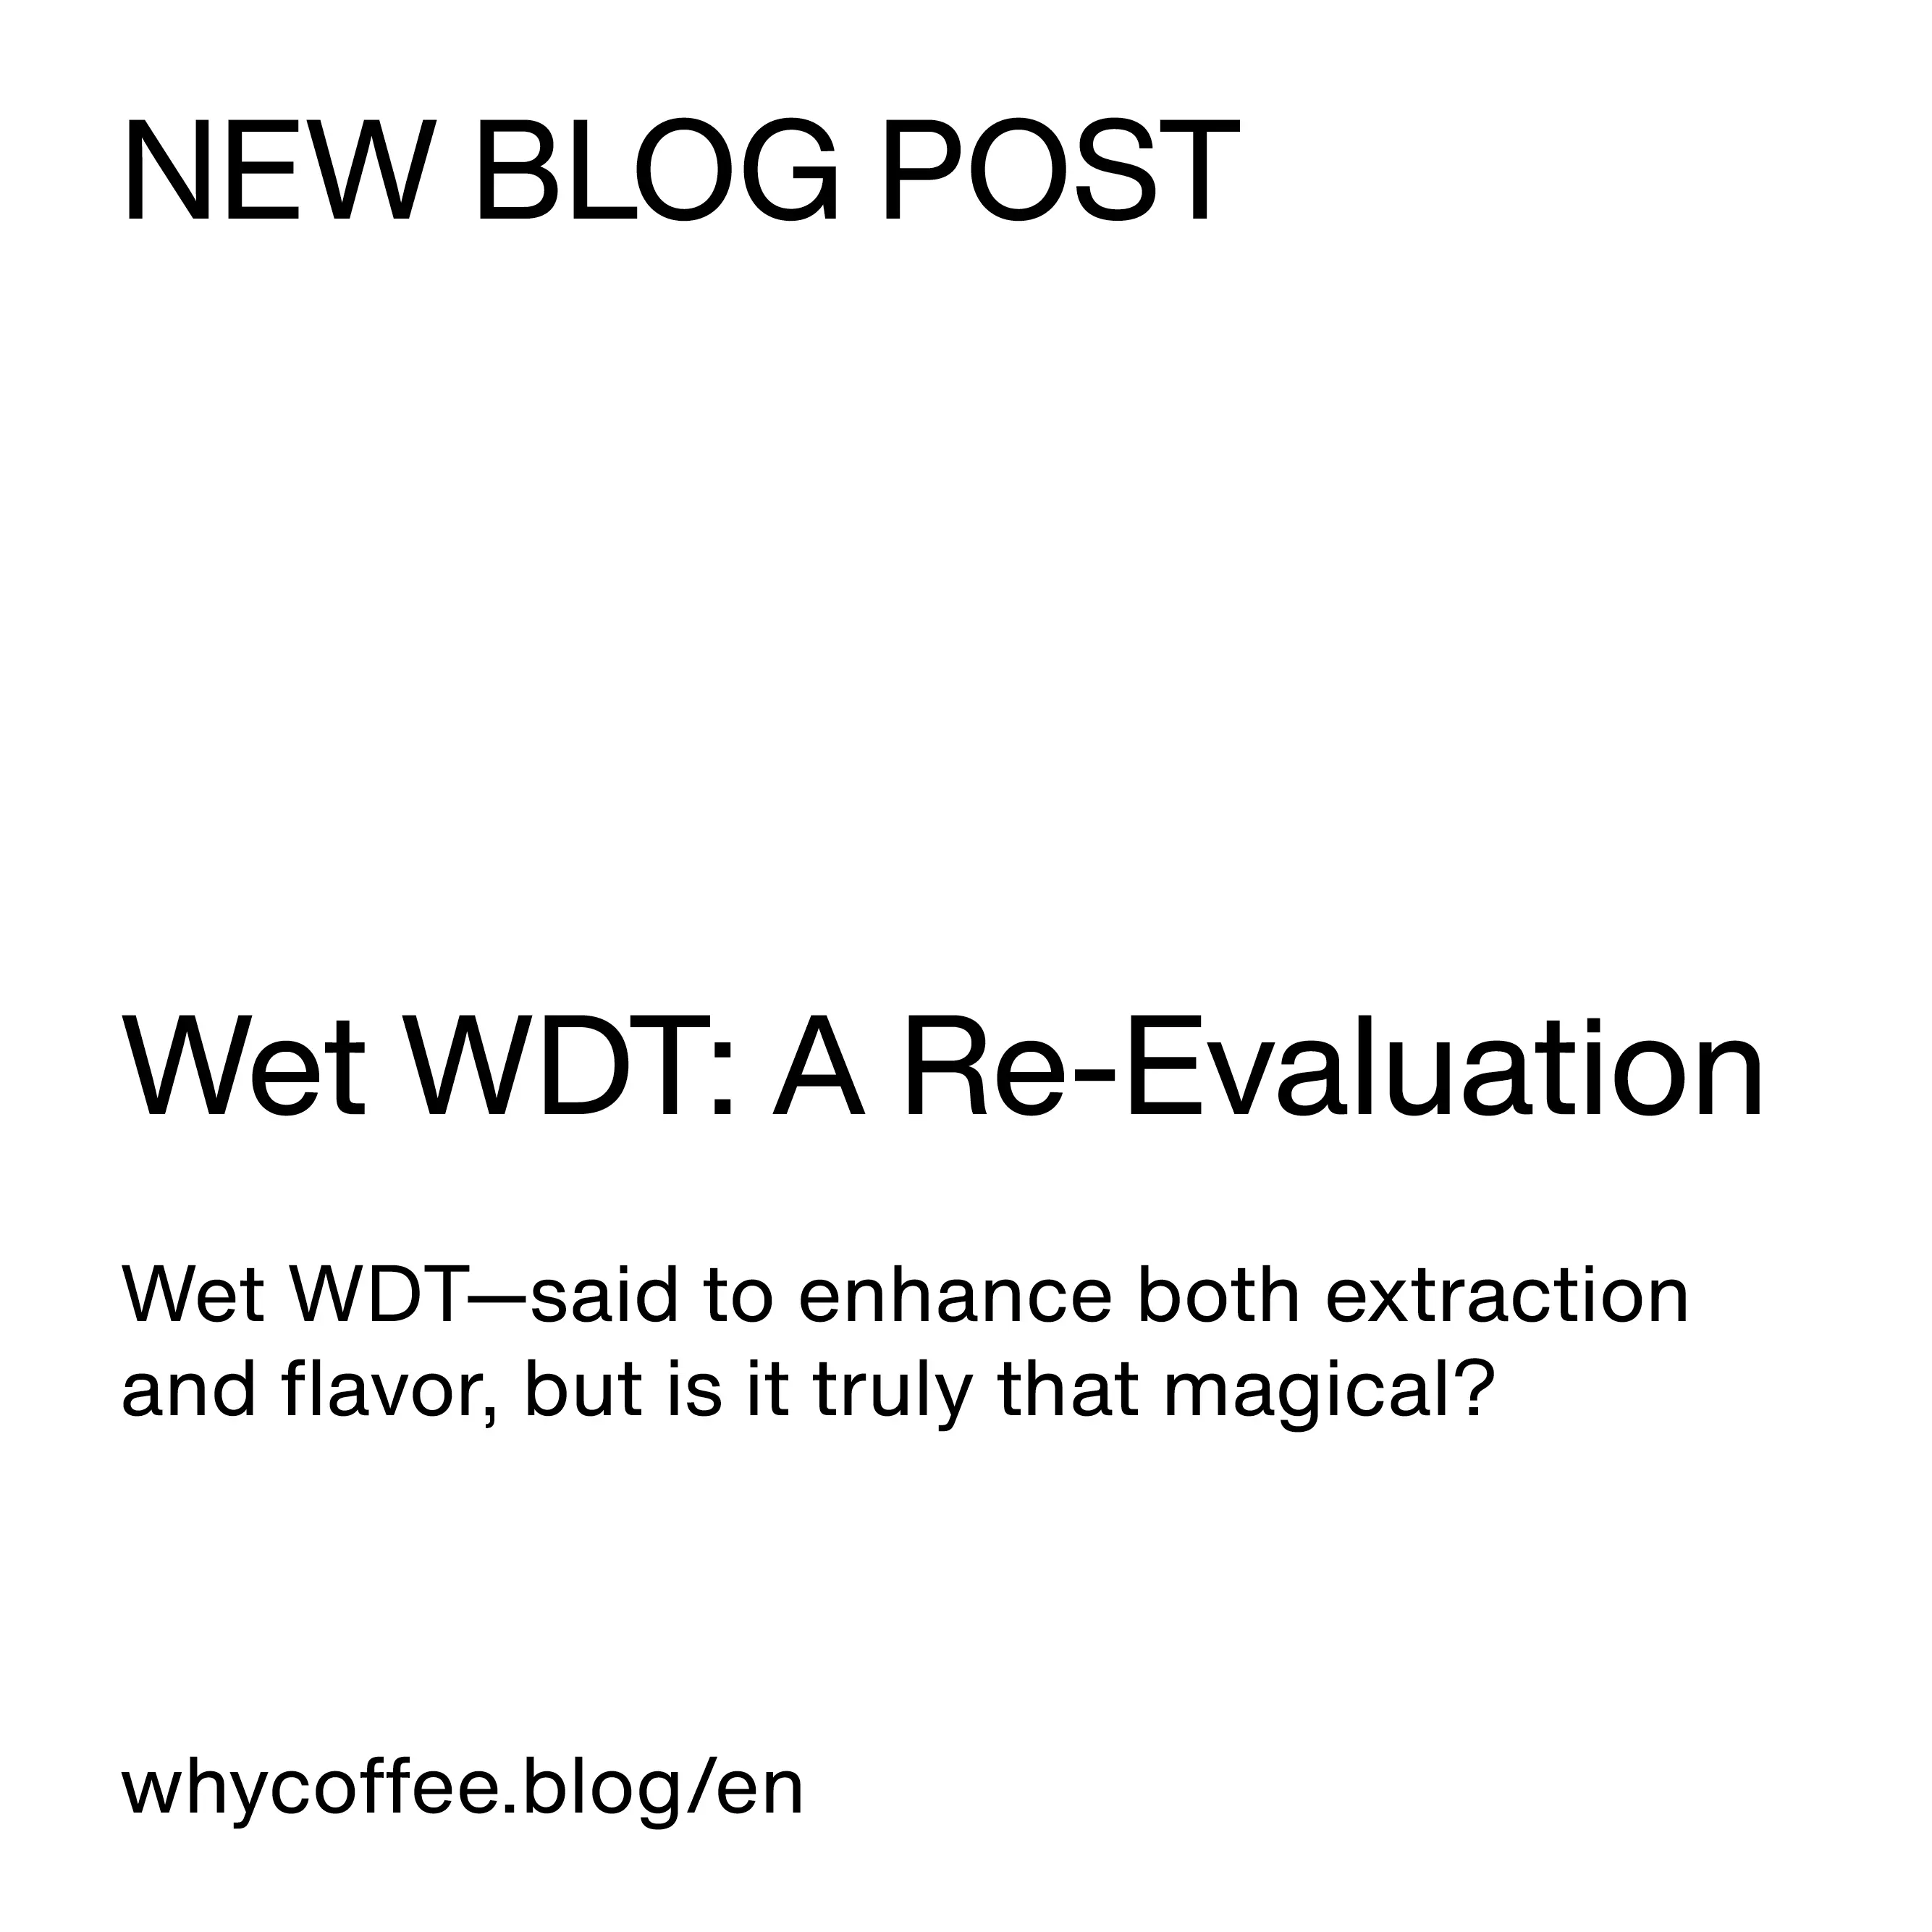 NEW BLOG POST
Wet WDT: A Re-Evaluation
Wet WDT—said to enhance both extraction
and flavor, but is it truly that magical?
whycoffee.blog/en